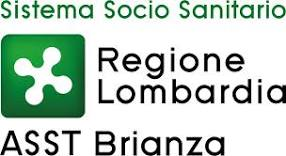 Sistema Socio Sanitario
Regione
Lombardia
ASST Brianza